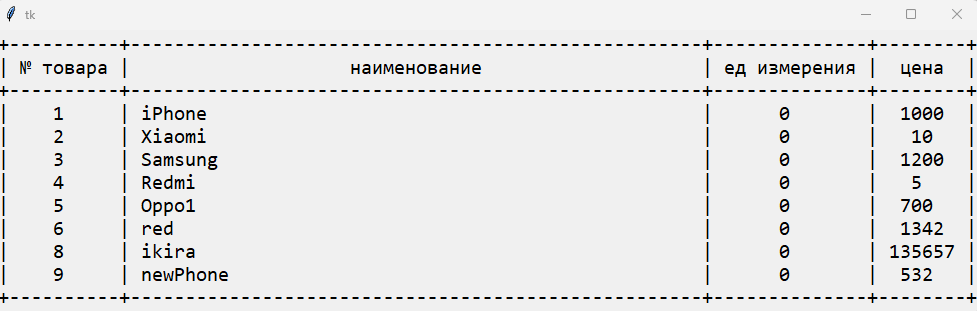 tk
+----------+----------------------------------------------------+--------------+--------+
| № товара |                    наименование                    | ед измерения |  цена  |
+----------+----------------------------------------------------+--------------+--------+
|    1     | iPhone                                             |      0       |  1000  |
|    2     | Xiaomi                                             |      0       |   10   |
|    3     | Samsung                                            |      0       |  1200  |
|    4     | Redmi                                              |      0       |   5    |
|    5     | Oppo1                                              |      0       |  700   |
|    6     | red                                                |      0       |  1342  |
|    8     | ikira                                              |      0       | 135657 |
|    9     | newPhone                                           |      0       |  532   |
+----------+----------------------------------------------------+--------------+--------+